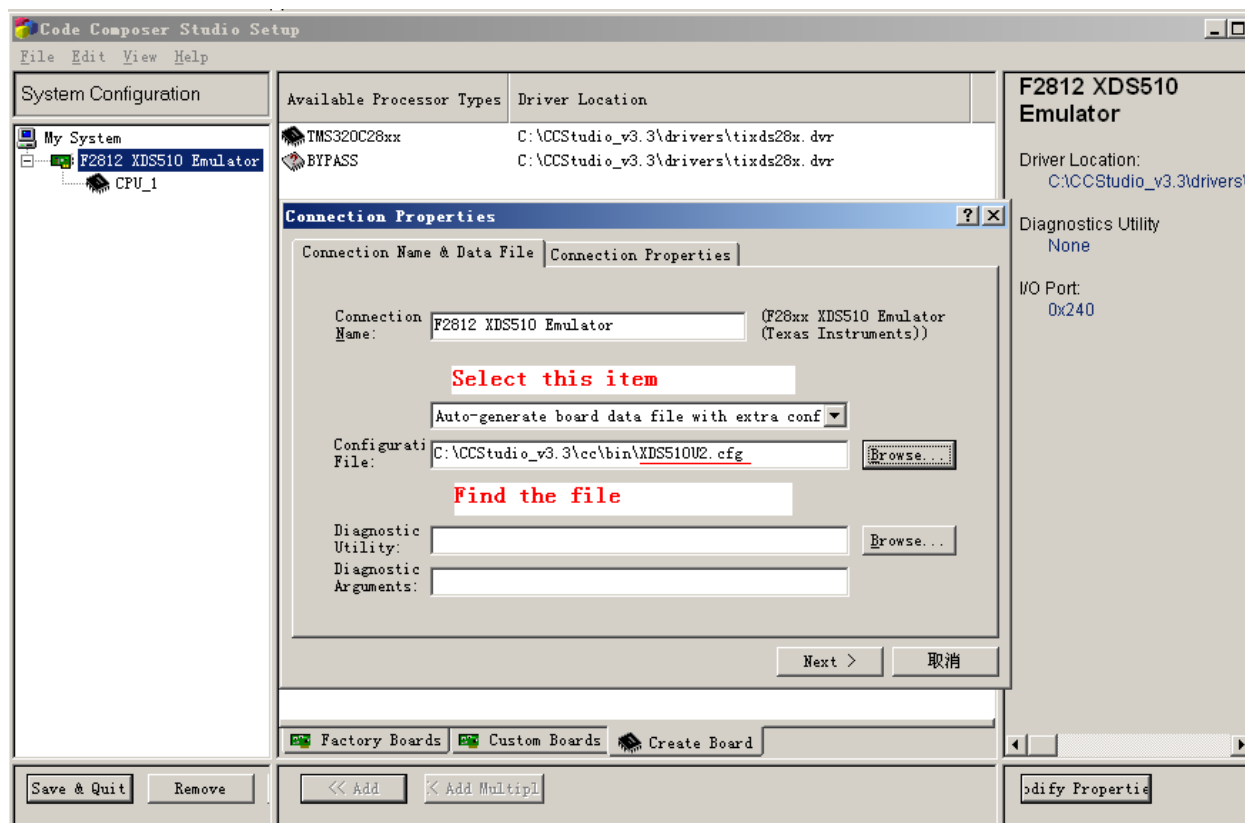 Code Composer Studio Setup
File Edit View Help
System Configuration
My System
F2812 XDS510 Emulator
CPU_1
Available Processor Types
Driver Location
TMS320C28xx
C:\CCStudio_v3.3\drivers\tixds28x.dvr
BYPASS
C:\CCStudio_v3.3\drivers\tixds28x.dvr
Connection Properties
Connection Name & Data File
Connection Properties
Connection
Name:
F2812 XDS510 Emulator
(F28xx XDS510 Emulator
(Texas Instruments))
Select this item
Auto-generate board data file with extra conf
Configurati
File:
C:\CCStudio_v3.3\cc\bin\XDS510U2.cfg
Browse...
Find the file
Diagnostic
Utility:
Browse...
Diagnostic
Arguments:
Next >
取消
Factory Boards
Custom Boards
Create Board
F2812 XDS510
Emulator
Driver Location:
C:\CCStudio_v3.3\drivers\
Diagnostics Utility
None
I/O Port:
0x240
Save & Quit
Remove
<< Add
< Add Multipl
odify Propertie